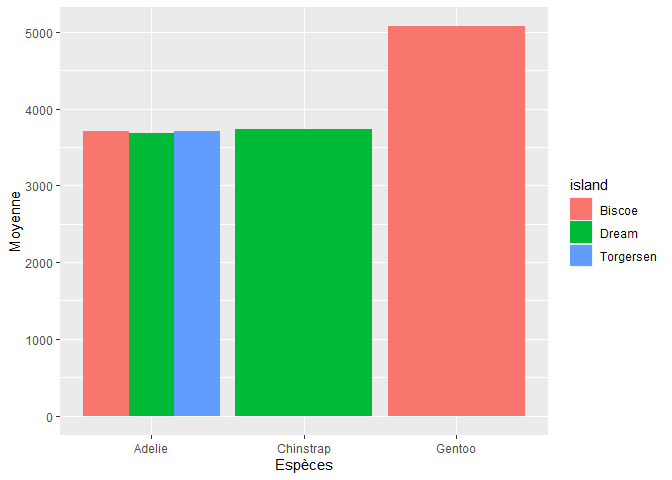 Moyenne
5000
4000
3000
2000
1000
0
Adelie
Chinstrap
Gentoo
Espèces
island
Biscoe
Dream
Torgersen